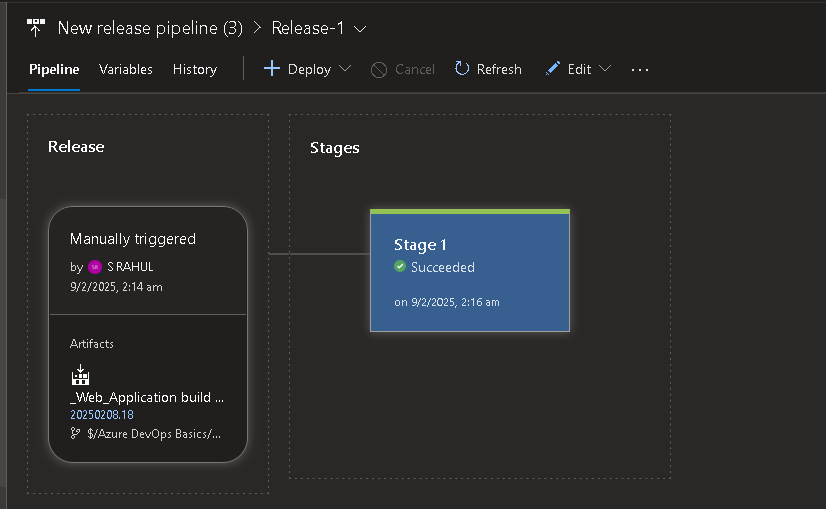 New release pipeline (3) > Release-1
Pipeline Variables History + Deploy Cancel Refresh Edit ...
Release
Stages
Manually triggered
by SR S RAHUL
9/2/2025, 2:14 am
Stage 1
Succeeded
on 9/2/2025, 2:16 am
Artifacts
_Web_Application build ...
20250208.18
$/Azure DevOps Basics/...